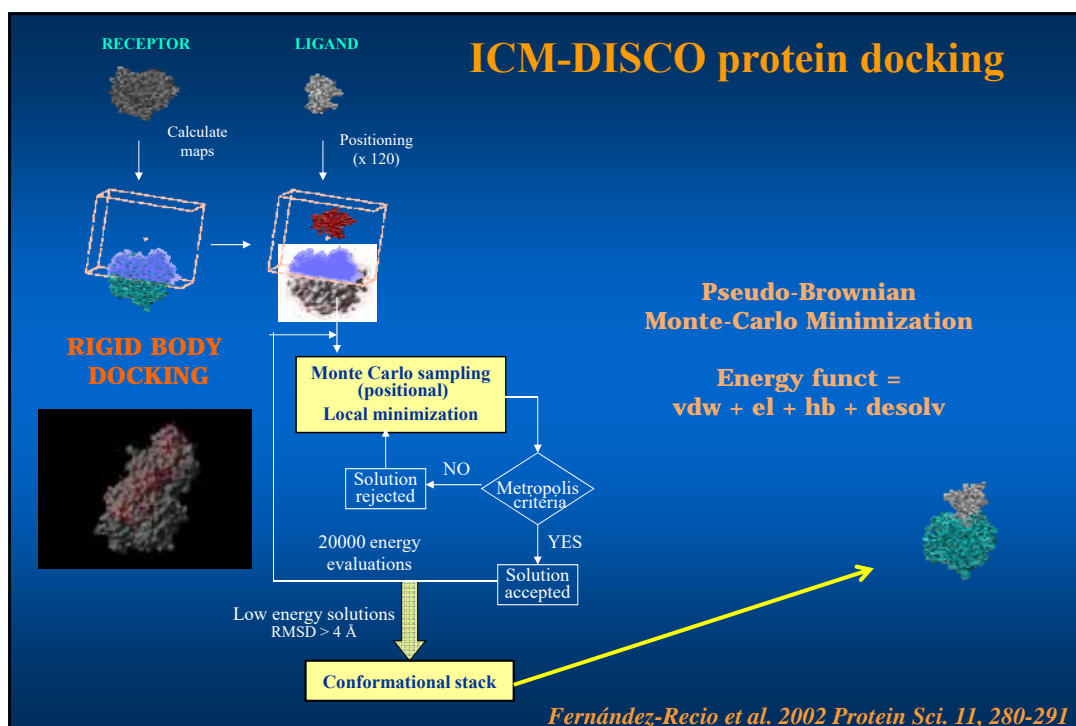 RECEPTOR
LIGAND
ICM-DISCO protein docking
Calculate
maps
Positioning
(x 120)
RIGID BODY
DOCKING
Pseudo-Brownian
Monte-Carlo Minimization
Energy funct =
vdw + el + hb + desolv
Monte Carlo sampling
(positional)
Local minimization
Solution
rejected
NO
Metropolis
criteria
YES
20000 energy
evaluations
Solution
accepted
Low energy solutions
RMSD > 4 Å
Conformational stack
Fernández-Recio et al. 2002 Protein Sci. 11, 280-291